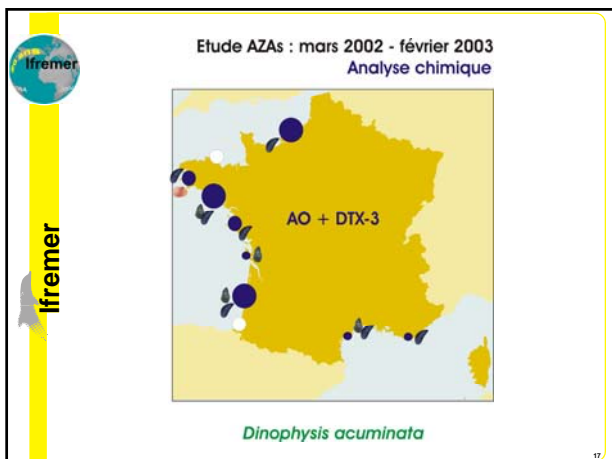 Etude AZAs : mars 2002 - février 2003
Analyse chimique
Ifremer
AO + DTX-3
Ifremer
Dinophysis acuminata
17